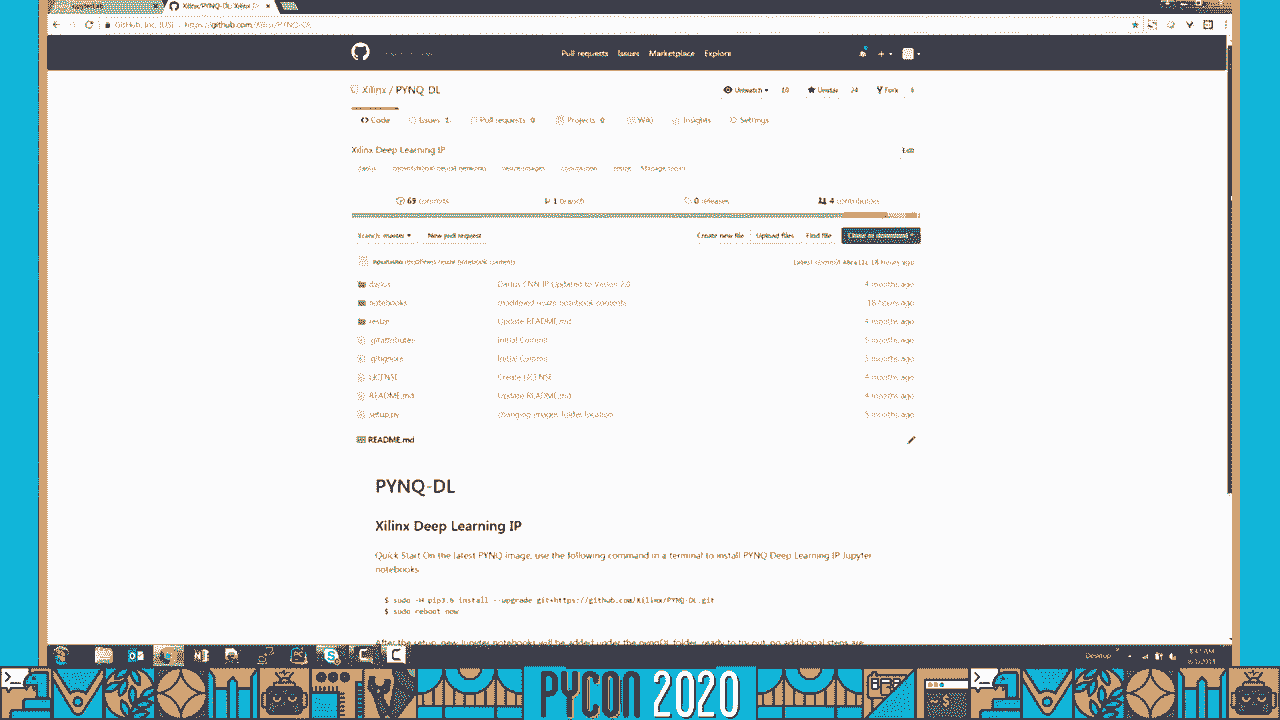 Xilinx/PYNQ-DL: Xilinx D
GitHub, Inc. [US]
Pull requests Issues Marketplace Explore
Xilinx / PYNQ-DL
Unwatch 10 Unstar 24 Fork 6
Code Issues 1 Pull requests 0 Projects 0 Wiki Insights Settings
Xilinx Deep Learning IP
Edit
resize-images resize Manage topics
69 commits 1 branch 0 releases 4 contributors
Branch: master New pull request Create new file Upload files Find file Clone or download
modified resize notebook contents Latest commit 18 hours ago
darius Darius CNN IP Updated to Version 2.0 4 months ago
notebooks modified resize notebook contents 18 hours ago
resize Update README.md 4 months ago
.gitattributes Initial Commit 5 months ago
.gitignore Initial Commit 5 months ago
LICENSE Create LICENSE 4 months ago
README.md Update README.md 4 months ago
setup.py changing images folder location 5 months ago
README.md
PYNQ-DL
Xilinx Deep Learning IP
Quick Start On the latest PYNQ image, use the following command in a terminal to install PYNQ Deep Learning IP Jupyter
notebooks
$ sudo -H pip3.6 install --upgrade git+https://github.com/Xilinx/PYNQ-DL.git
$ sudo reboot now
After the setup, new Jupyter notebooks will be added under the folder, ready to try out, no additional steps are
Desktop
PYCON 2020